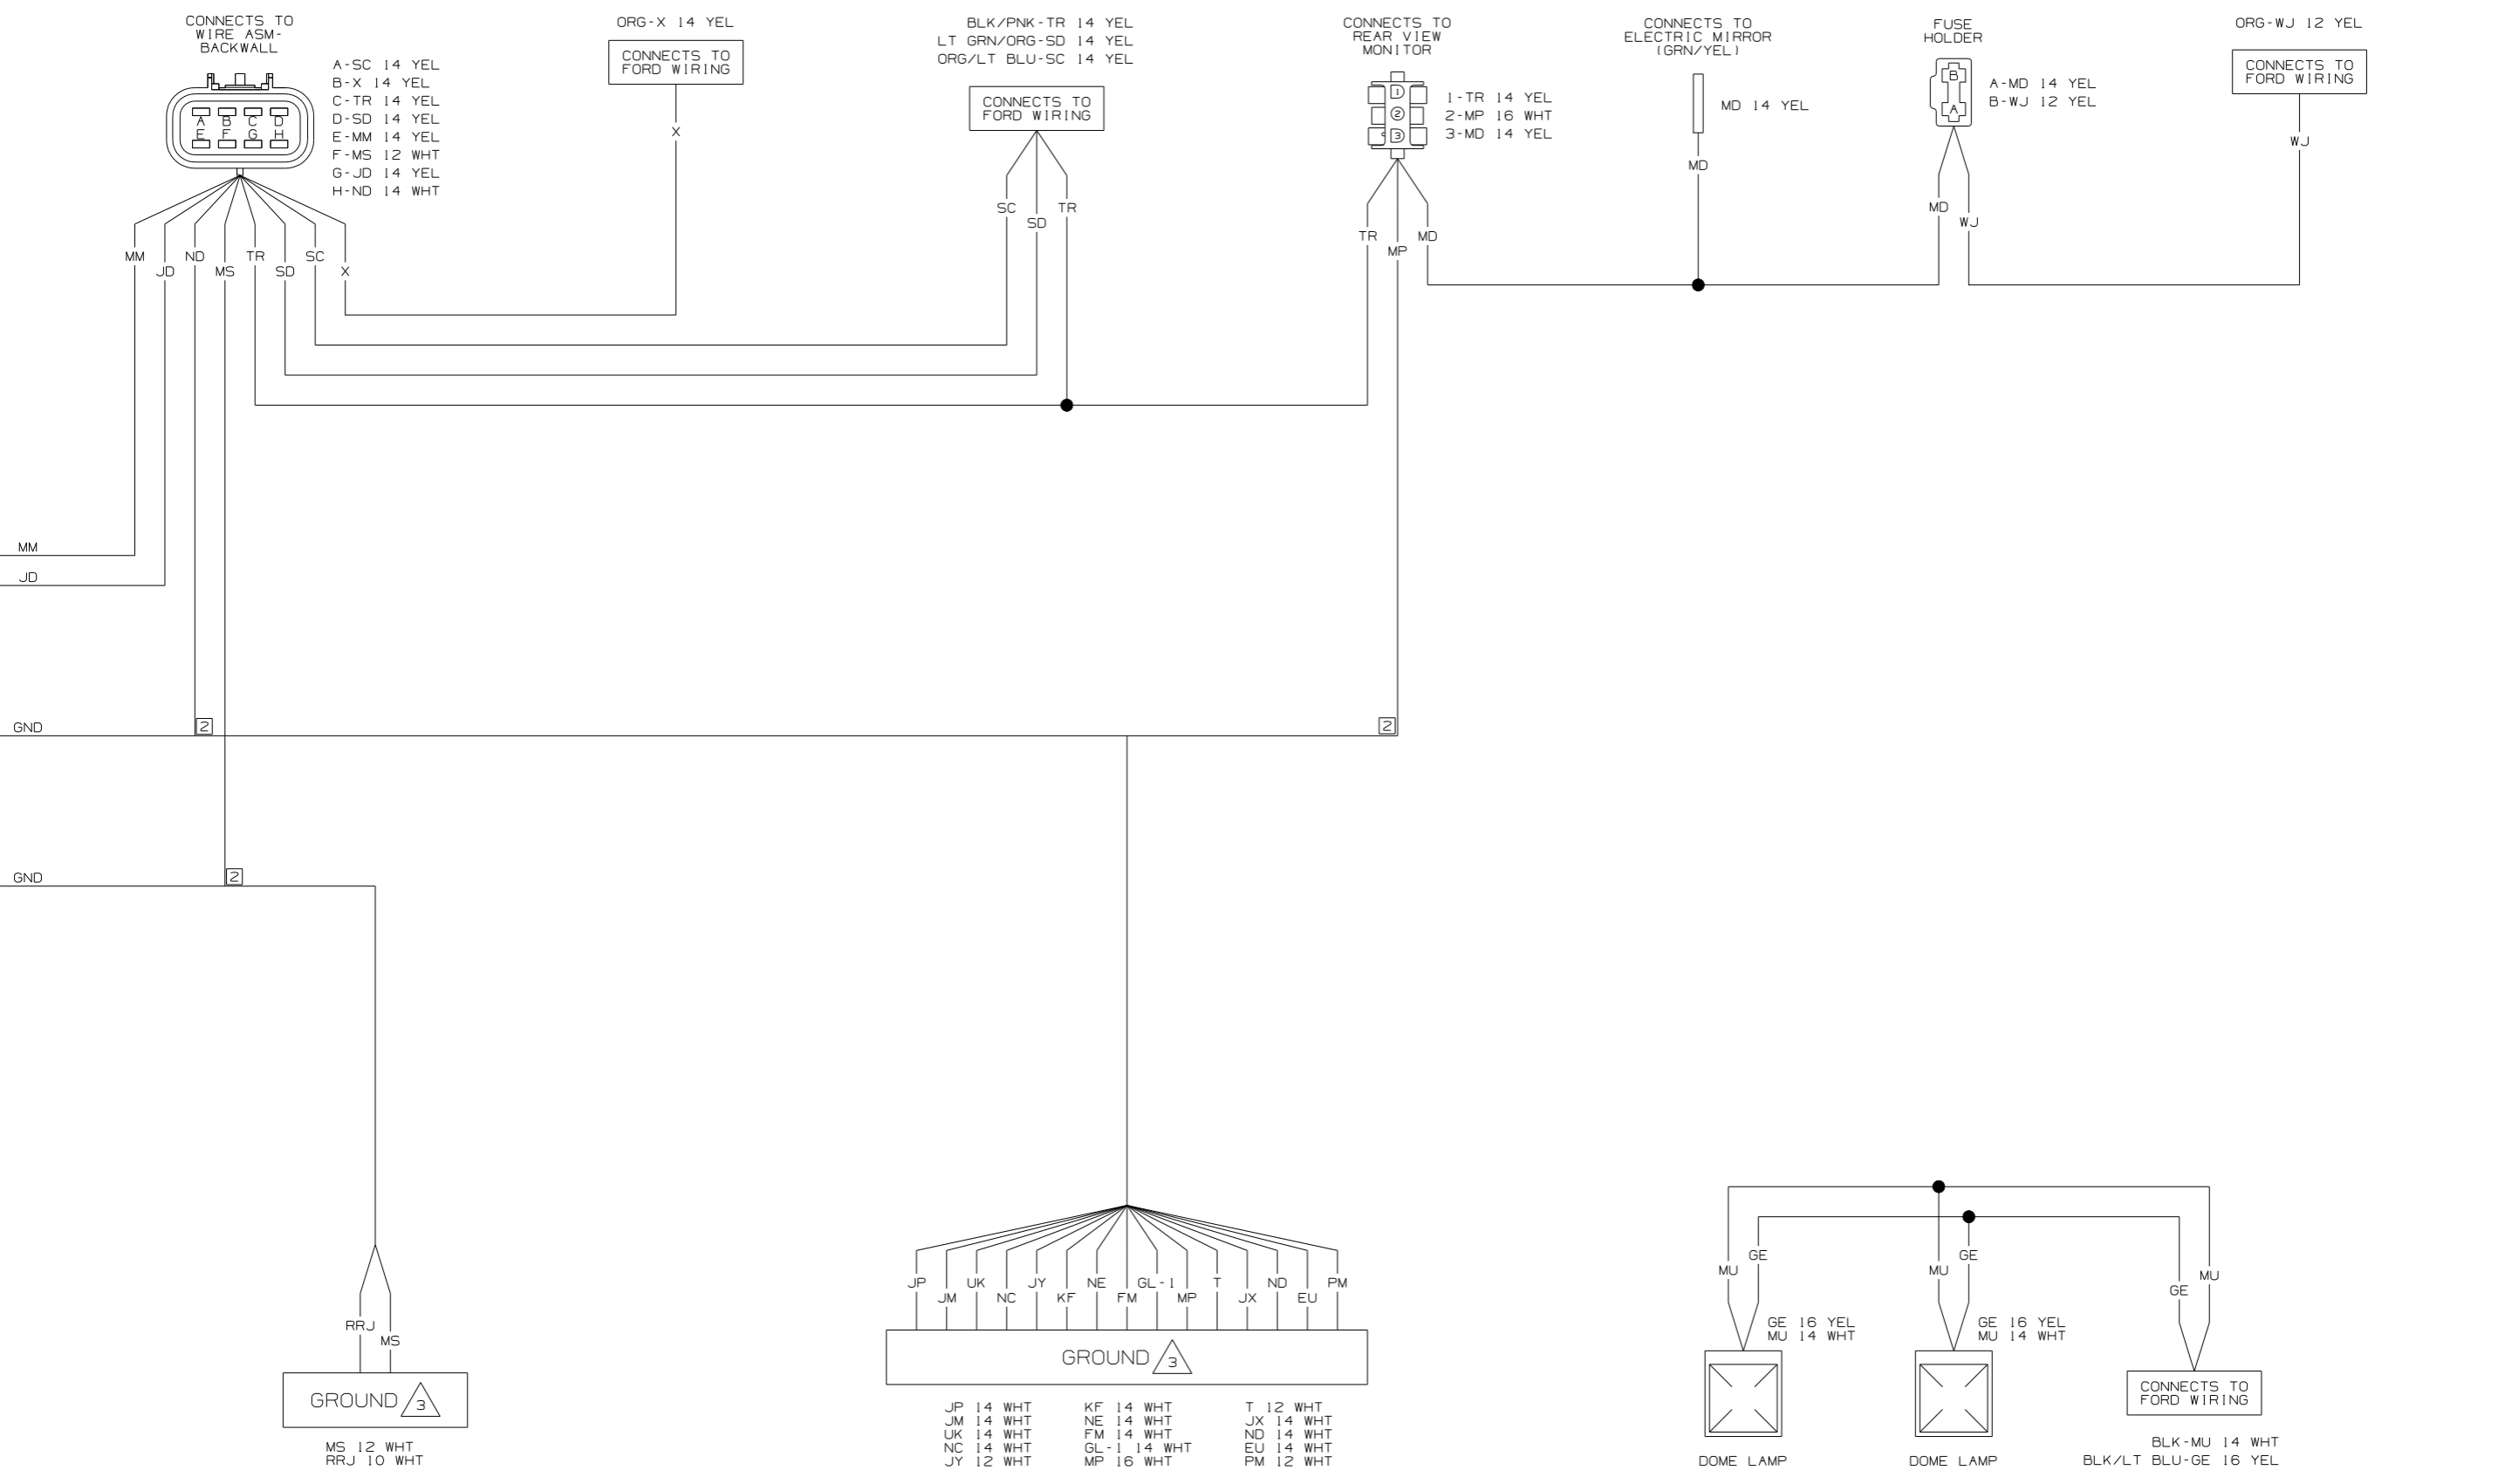 CONNECTS TO
WIRE ASM-
BACKWALL
A-SC 14 YEL
B-X 14 YEL
C-TR 14 YEL
D-SD 14 YEL
E-MM 14 YEL
F-MS 12 WHT
G-JD 14 YEL
H-ND 14 WHT
A B C D
E F G H
MM
JD
ND
MS
TR
SD
SC
X
ORG-X 14 YEL
CONNECTS TO
FORD WIRING
X
BLK/PNK-TR 14 YEL
LT GRN/ORG-SD 14 YEL
ORG/LT BLU-SC 14 YEL
CONNECTS TO
FORD WIRING
SC
SD
TR
CONNECTS TO
REAR VIEW
MONITOR
1
2
3
1-TR 14 YEL
2-MP 16 WHT
3-MD 14 YEL
TR
MP
MD
CONNECTS TO
ELECTRIC MIRROR
(GRN/YEL)
MD 14 YEL
MD
FUSE
HOLDER
B
A
A-MD 14 YEL
B-WJ 12 YEL
MD
WJ
ORG-WJ 12 YEL
CONNECTS TO
FORD WIRING
WJ
MM
JD
GND
2
2
GND
2
RRJ
MS
GROUND 3
MS 12 WHT
RRJ 10 WHT
JP
JM
UK
NC
JY
KF
NE
FM
GL-1
MP
T
JX
ND
EU
PM
GROUND 3
JP 14 WHT
JM 14 WHT
UK 14 WHT
NC 14 WHT
JY 12 WHT
KF 14 WHT
NE 14 WHT
FM 14 WHT
GL-1 14 WHT
MP 16 WHT
T 12 WHT
JX 14 WHT
ND 14 WHT
EU 14 WHT
PM 12 WHT
MU
GE
GE 16 YEL
MU 14 WHT
DOME LAMP
MU
GE
GE 16 YEL
MU 14 WHT
DOME LAMP
GE
MU
CONNECTS TO
FORD WIRING
BLK-MU 14 WHT
BLK/LT BLU-GE 16 YEL